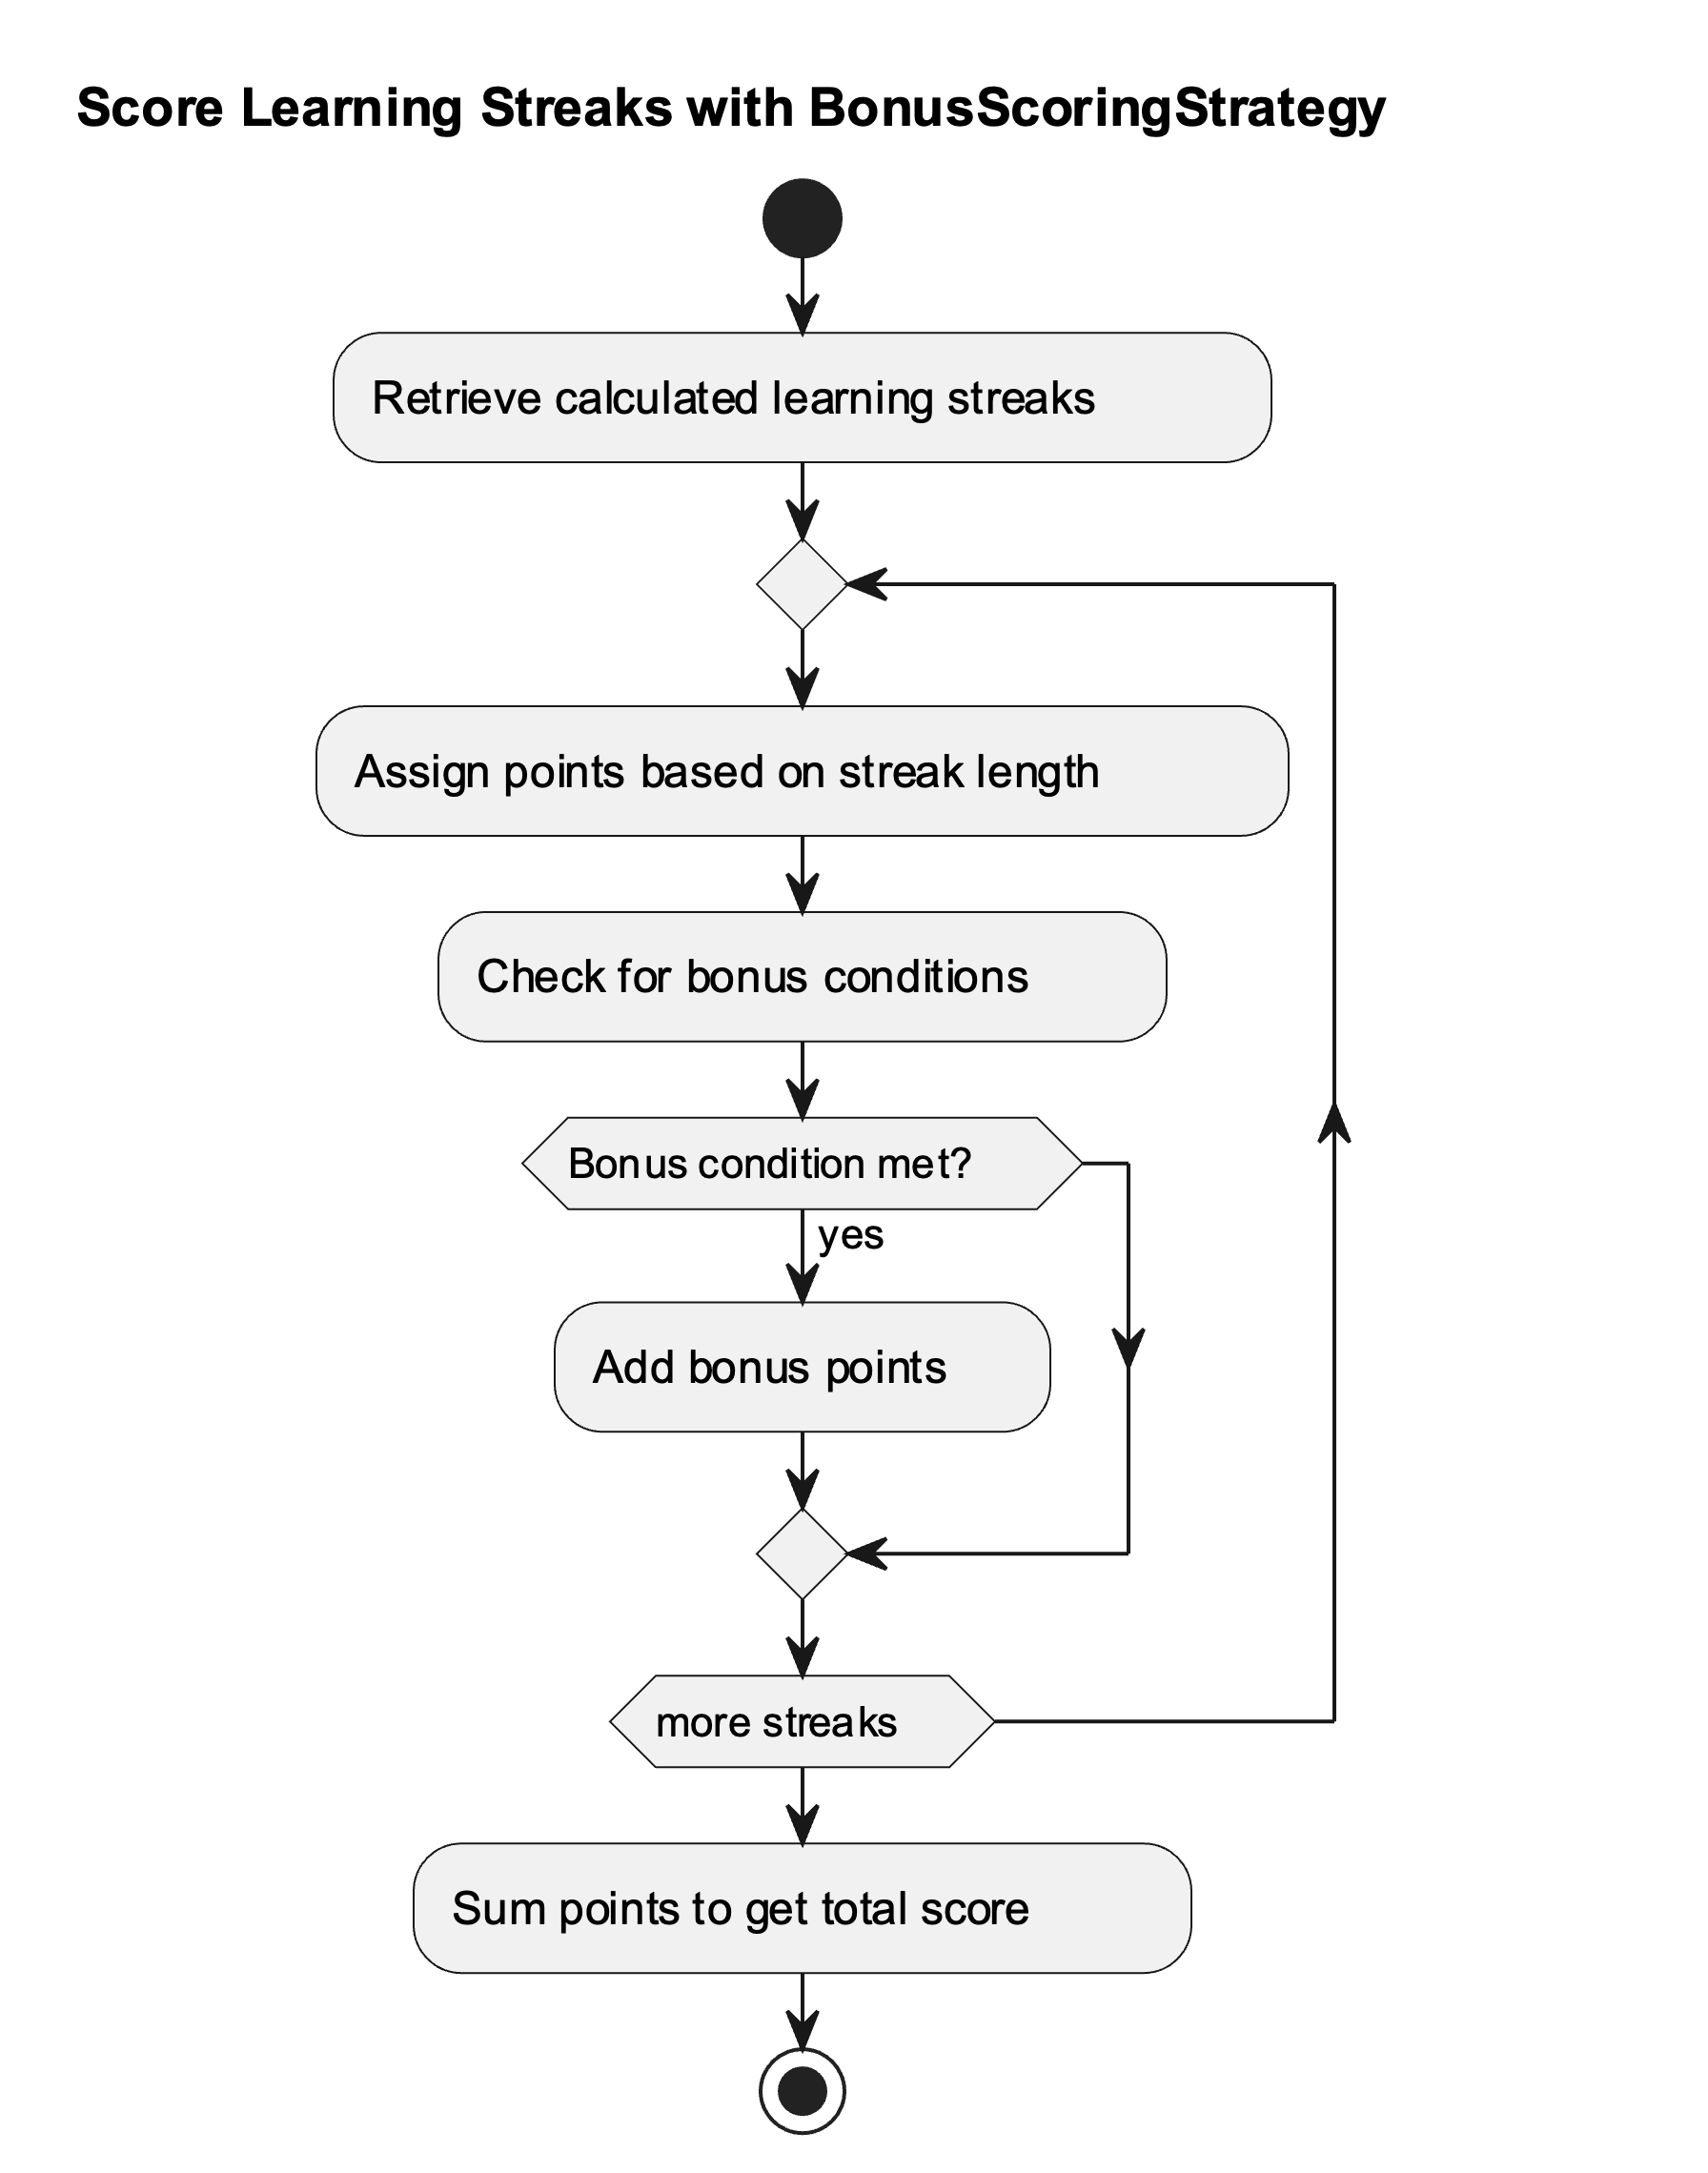 Score Learning Streaks with BonusScoringStrategy
Retrieve calculated learning streaks
Assign points based on streak length
Check for bonus conditions
Bonus condition met?
yes
Add bonus points
more streaks
Sum points to get total score